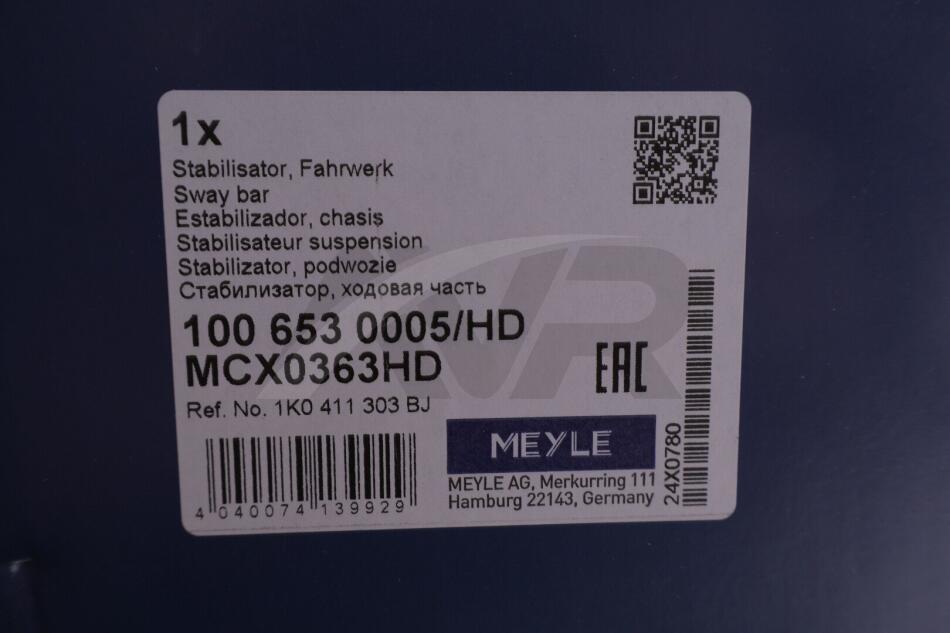 1x
Stabilisator, Fahrwerk
Sway bar
Estabilizador, chasis
Stabilisateur suspension
Stabilizator, podwozie
Стабилизатор, ходовая часть
100 653 0005/HD
MCX0363HD
Ref. No. 1K0 411 303 BJ
EAC
MEYLE
MEYLE AG, Merkurring 111
Hamburg 22143, Germany
4 040074 139929
24X0780
NR